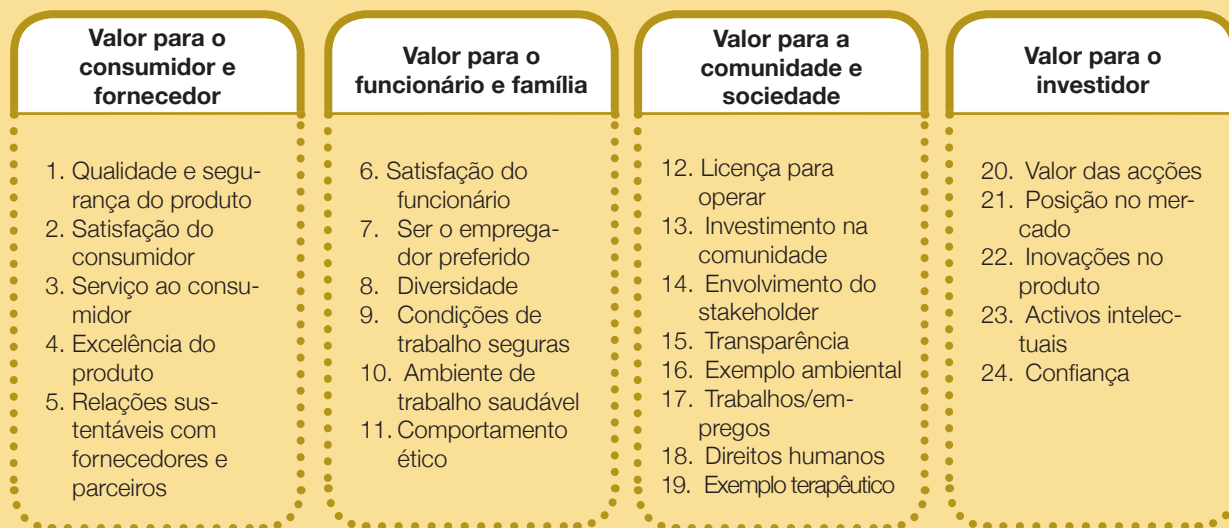 Valor para o
consumidor e
fornecedor
1. Qualidade e segu-
rança do produto
2. Satisfação do
consumidor
3. Serviço ao consu-
midor
4. Excelência do
produto
5. Relações sus-
tentáveis com
fornecedores e
parceiros
Valor para o
funcionário e família
6. Satisfação do
funcionário
7. Ser o emprega-
dor preferido
8. Diversidade
9. Condições de
trabalho seguras
10. Ambiente de
trabalho saudável
11. Comportamento
ético
Valor para a
comunidade e
sociedade
12. Licença para
operar
13. Investimento na
comunidade
14. Envolvimento do
stakeholder
15. Transparência
16. Exemplo ambiental
17. Trabalhos/em-
pregos
18. Direitos humanos
19. Exemplo terapêutico
Valor para o
investidor
20. Valor das acções
21. Posição no mer-
cado
22. Inovações no
produto
23. Activos intelec-
tuais
24. Confiança